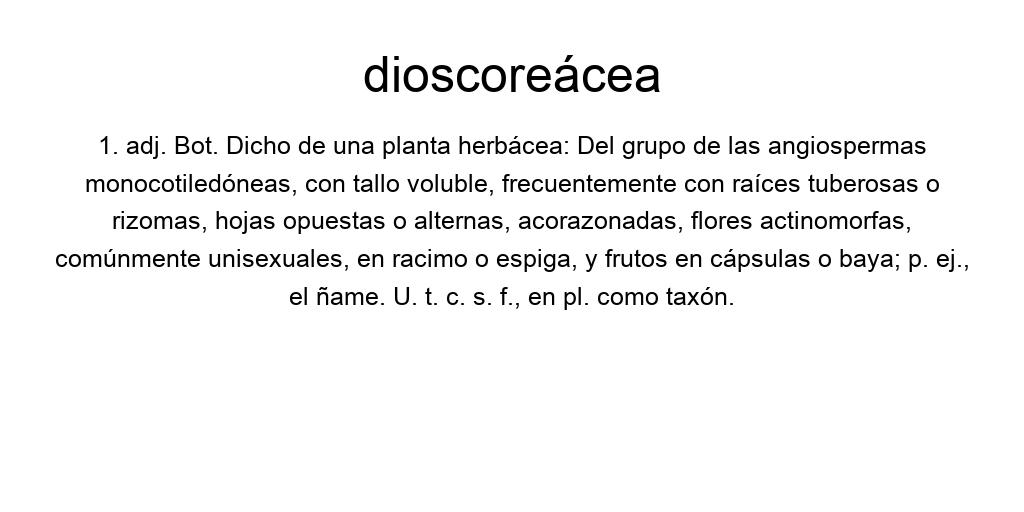 dioscoreácea
1. adj. Bot. Dicho de una planta herbácea: Del grupo de las angiospermas
monocotiledóneas, con tallo voluble, frecuentemente con raíces tuberosas o
rizomas, hojas opuestas o alternas, acorazonadas, flores actinomorfas,
comúnmente unisexuales, en racimo o espiga, y frutos en cápsulas o baya; p. ej.,
el ñame. U. t. c. s. f., en pl. como taxón.